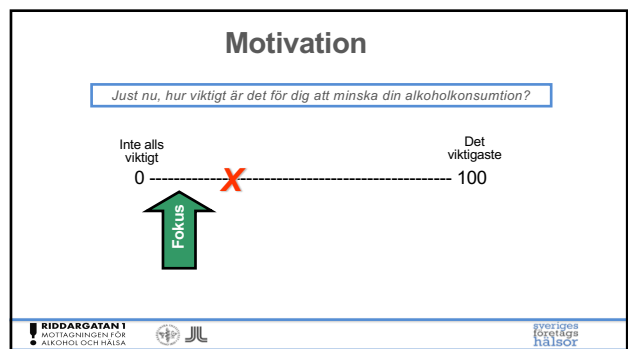 Motivation
Just nu, hur viktigt är det för dig att minska din alkoholkonsumtion?
Inte alls
viktigt
Det
viktigaste
0 -------------------------------------------------- 100
X
Fokus
RIDDARGATAN 1
MOTTAGNINGEN FÖR
ALKOHOL OCH HÄLSA
sveriges
företags
hälsor